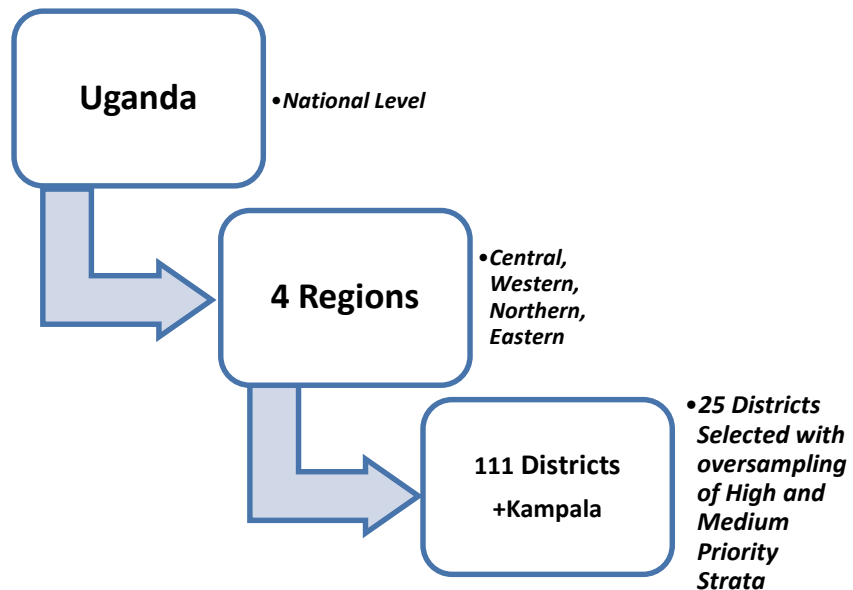 Uganda
•National Level
4 Regions
•Central,
Western,
Northern,
Eastern
111 Districts
+Kampala
•25 Districts
Selected with
oversampling
of High and
Medium
Priority
Strata